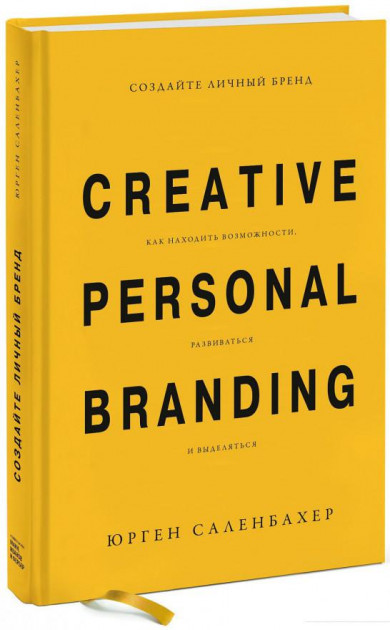 СОЗДАЙТЕ ЛИЧНЫЙ БРЕНД
CREATIVE
КАК НАХОДИТЬ ВОЗМОЖНОСТИ,
PERSONAL
РАЗВИВАТЬСЯ
BRANDING
И ВЫДЕЛЯТЬСЯ
ЮРГЕН САЛЕНБАХЕР
ЮРГЕН САЛЕНБАХЕР
СОЗДАЙТЕ ЛИЧНЫЙ БРЕНД